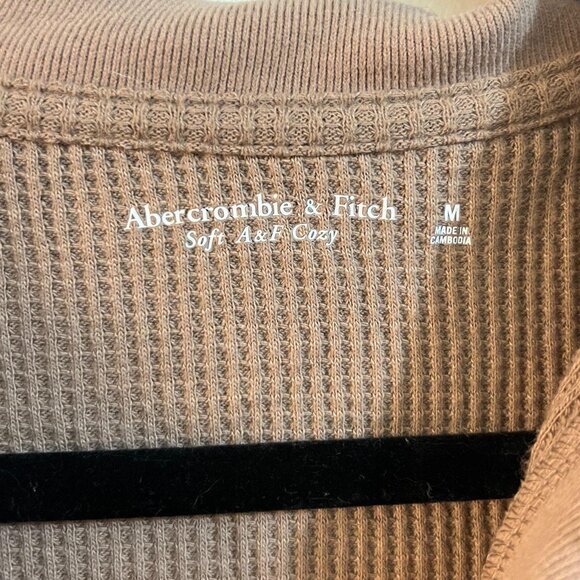 Abercrombie & Fitch
Soft A&F Cozy
M
MADE IN
CAMBODIA